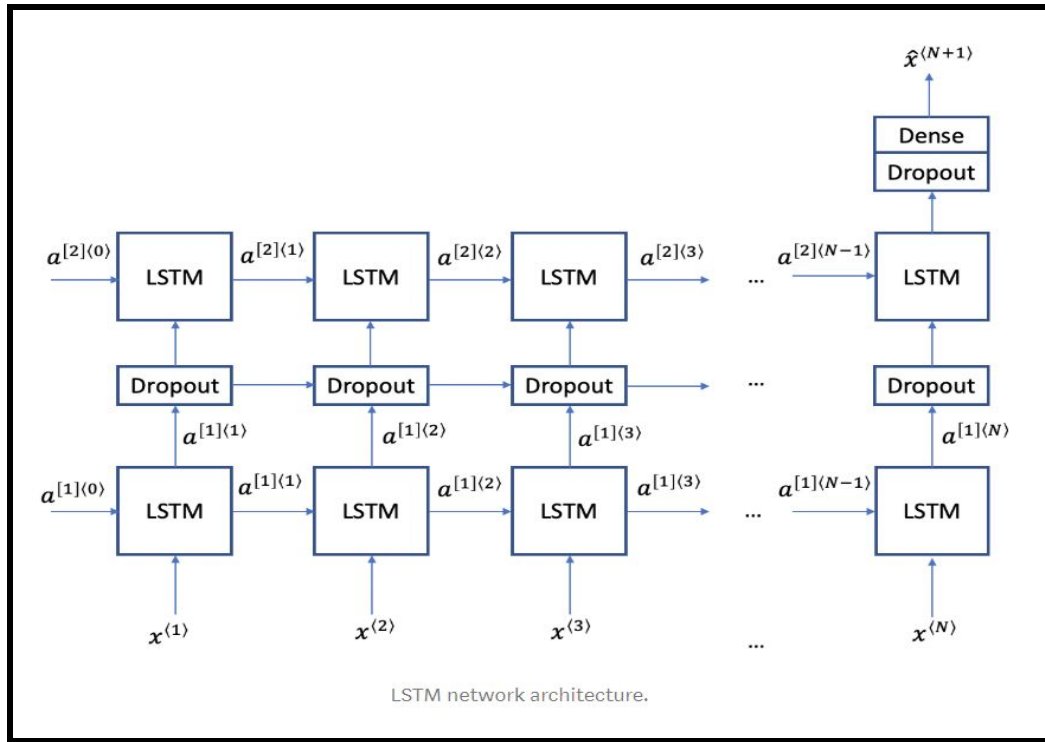 x̂⟨N+1⟩
Dense
Dropout
a[2]⟨0⟩ LSTM a[2]⟨1⟩ LSTM a[2]⟨2⟩ LSTM a[2]⟨3⟩ ... a[2]⟨N−1⟩ LSTM
Dropout Dropout Dropout ... Dropout
a[1]⟨1⟩ a[1]⟨2⟩ a[1]⟨3⟩ a[1]⟨N⟩
a[1]⟨0⟩ LSTM a[1]⟨1⟩ LSTM a[1]⟨2⟩ LSTM a[1]⟨3⟩ ... a[1]⟨N−1⟩ LSTM
x⟨1⟩ x⟨2⟩ x⟨3⟩ ... x⟨N⟩
LSTM network architecture.